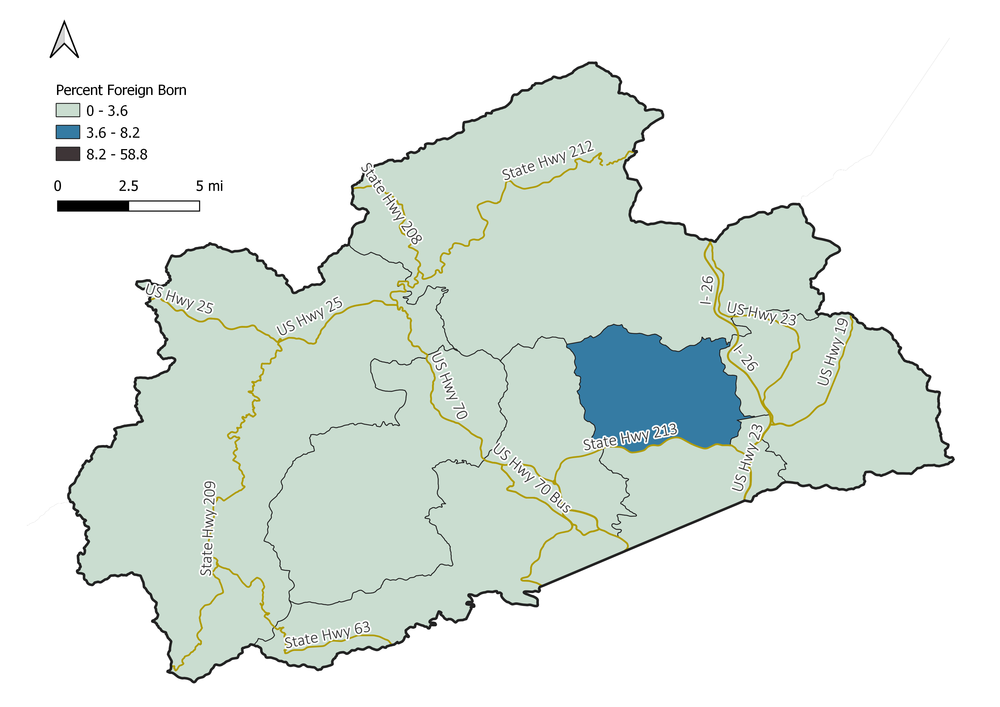 Percent Foreign Born
0 - 3.6
3.6 - 8.2
8.2 - 58.8
0 2.5 5 mi
State Hwy 212
State Hwy 208
I- 26
US Hwy 25
US Hwy 25
US Hwy 23
US Hwy 19
I- 26
US Hwy 70
State Hwy 213
US Hwy 23
US Hwy 70 Bus
State Hwy 209
State Hwy 63